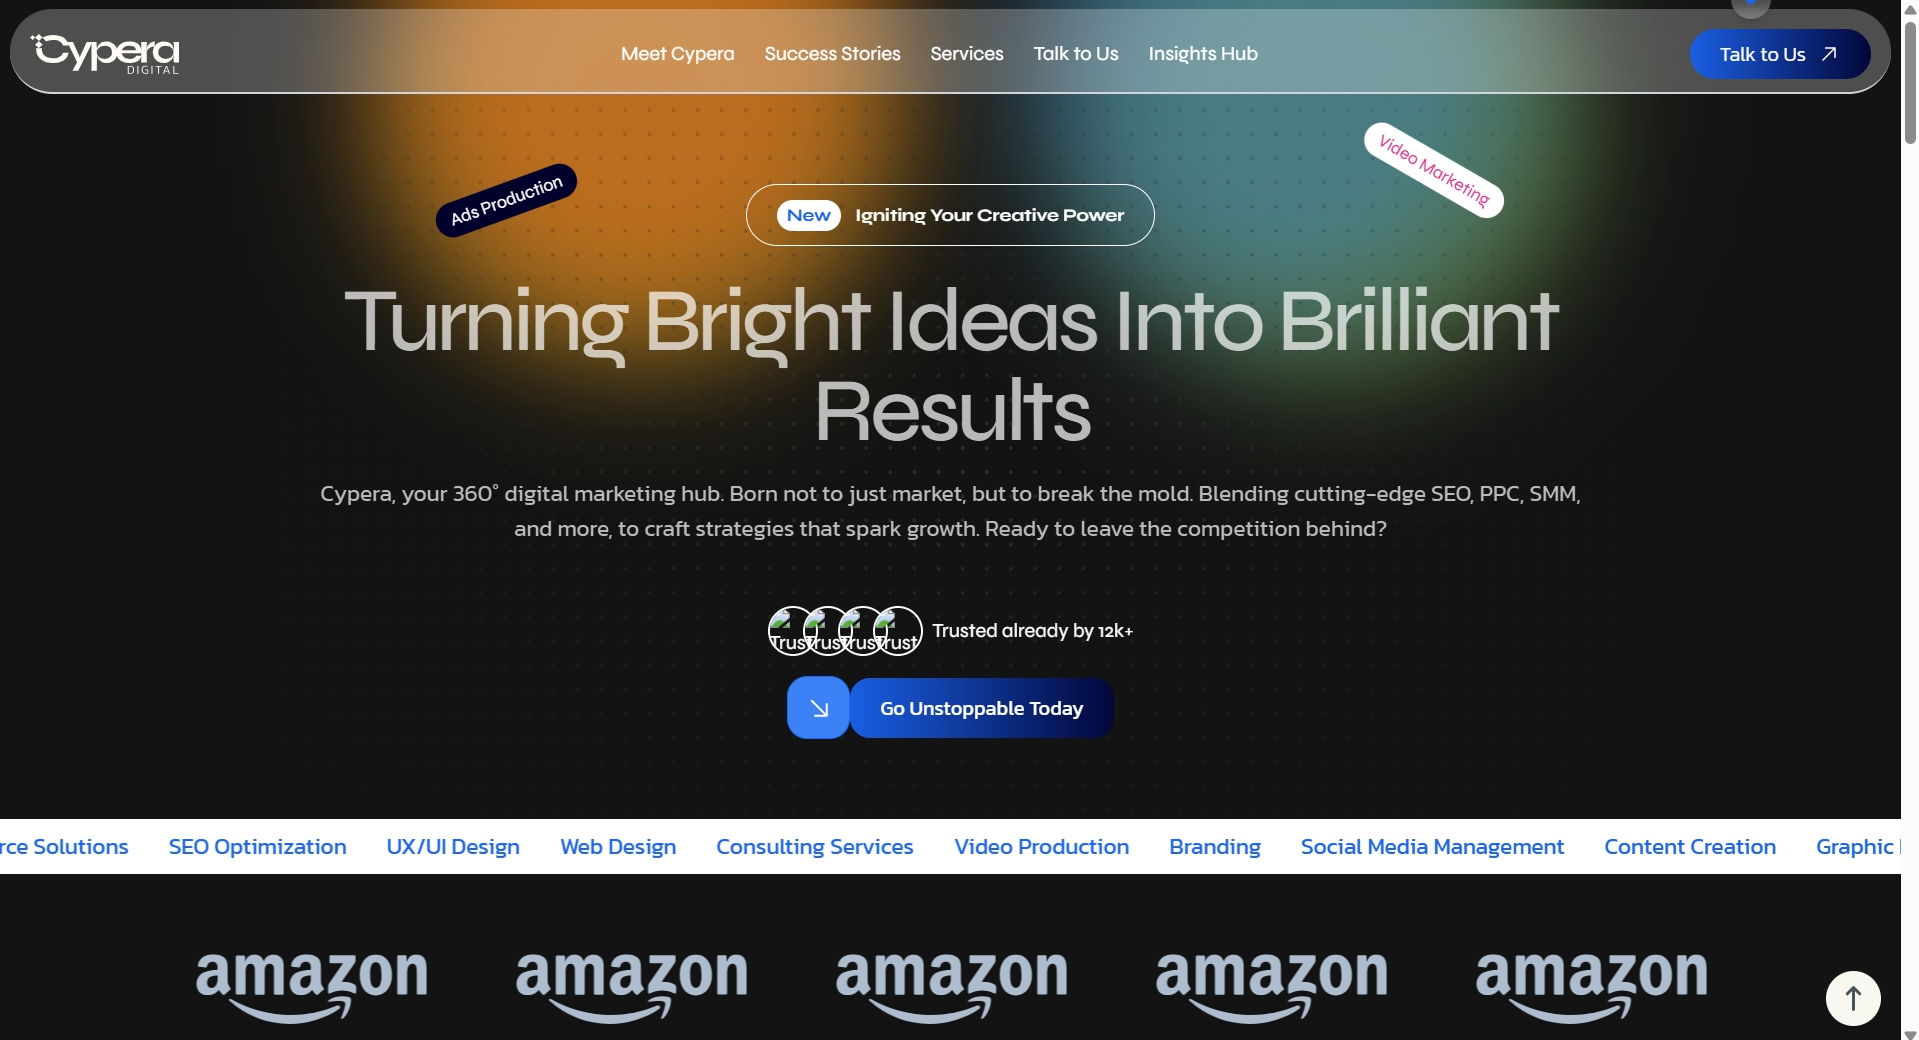 Cypera
DIGITAL
Meet Cypera
Success Stories
Services
Talk to Us
Insights Hub
Talk to Us
Ads Production
Video Marketing
New
Igniting Your Creative Power
Turning Bright Ideas Into Brilliant
Results
Cypera, your 360° digital marketing hub. Born not to just market, but to break the mold. Blending cutting-edge SEO, PPC, SMM,
and more, to craft strategies that spark growth. Ready to leave the competition behind?
Trust
Trust
Trust
Trust
Trusted already by 12k+
Go Unstoppable Today
rce Solutions
SEO Optimization
UX/UI Design
Web Design
Consulting Services
Video Production
Branding
Social Media Management
Content Creation
Graphic
amazon
amazon
amazon
amazon
amazon